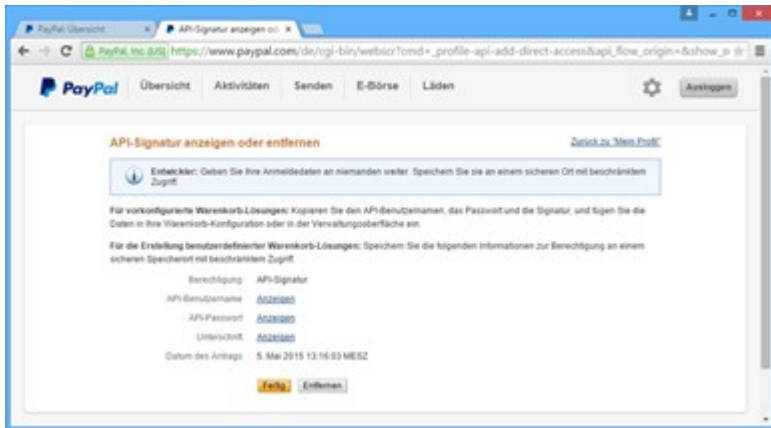 PayPal Übersicht
API-Signatur anzeigen od
PayPal, Inc. [US] https://www.paypal.com/de/cgi-bin/webscr?cmd=_profile-api-add-direct-access&api_flow_origin=&show_s
PayPal Übersicht Aktivitäten Senden E-Börse Läden Ausloggen
API-Signatur anzeigen oder entfernen Zurück zu "Mein Profil"
Entwickler: Geben Sie Ihre Anmeldedaten an niemanden weiter. Speichern Sie sie an einem sicheren Ort mit beschränktem
Zugriff.
Für vorkonfigurierte Warenkorb-Lösungen: Kopieren Sie den API-Benutzernamen, das Passwort und die Signatur, und fügen Sie die
Daten in Ihre Warenkorb-Konfiguration oder in der Verwaltungsoberfläche ein.
Für die Erstellung benutzerdefinierter Warenkorb-Lösungen: Speichern Sie die folgenden Informationen zur Berechtigung an einem
sicheren Speicherort mit beschränktem Zugriff.
Berechtigung API-Signatur
API-Benutzername Anzeigen
API-Passwort Anzeigen
Unterschrift Anzeigen
Datum des Antrags 5. Mai 2015 13:16:03 MESZ
Fertig Entfernen